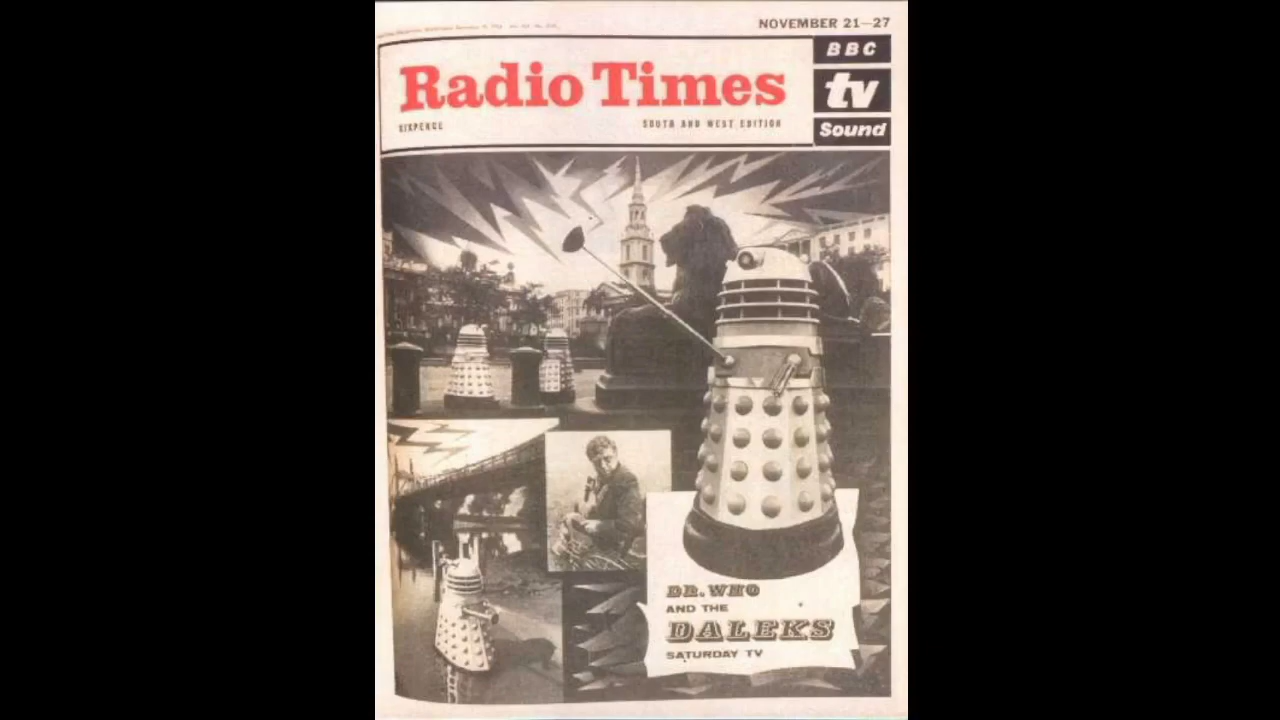 NOVEMBER 21—27
BBC
tv
Sound
Radio Times
SIXPENCE
SOUTH AND WEST EDITION
DR. WHO
AND THE
DALEKS
SATURDAY TV